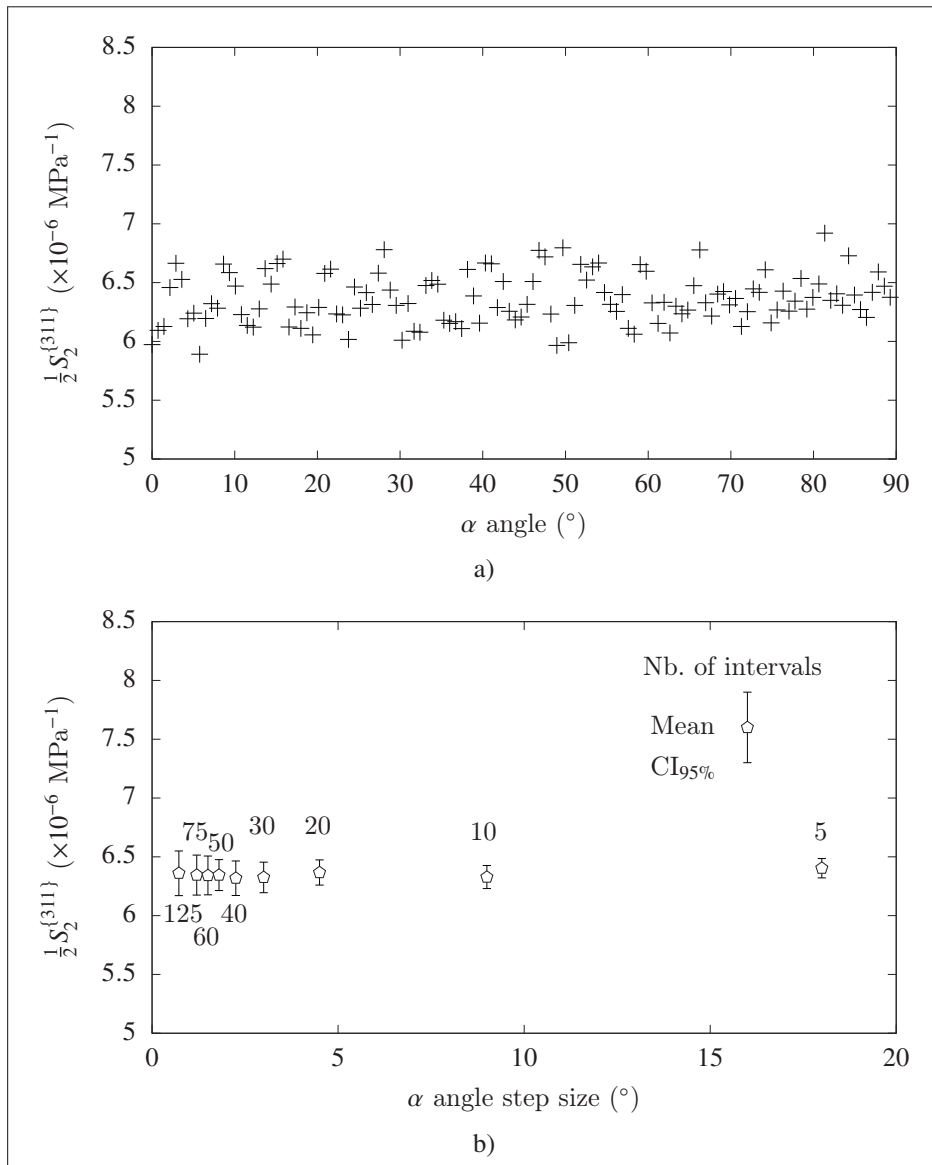 8.5
8
7.5
7
6.5
6
5.5
5
½S₂^{311} (×10⁻⁶ MPa⁻¹)
0 10 20 30 40 50 60 70 80 90
α angle (°)
a)
8.5
8
7.5
7
6.5
6
5.5
5
½S₂^{311} (×10⁻⁶ MPa⁻¹)
Nb. of intervals
Mean
CI₉₅%
75 50 30 20 10 5
125 60 40
0 5 10 15 20
α angle step size (°)
b)